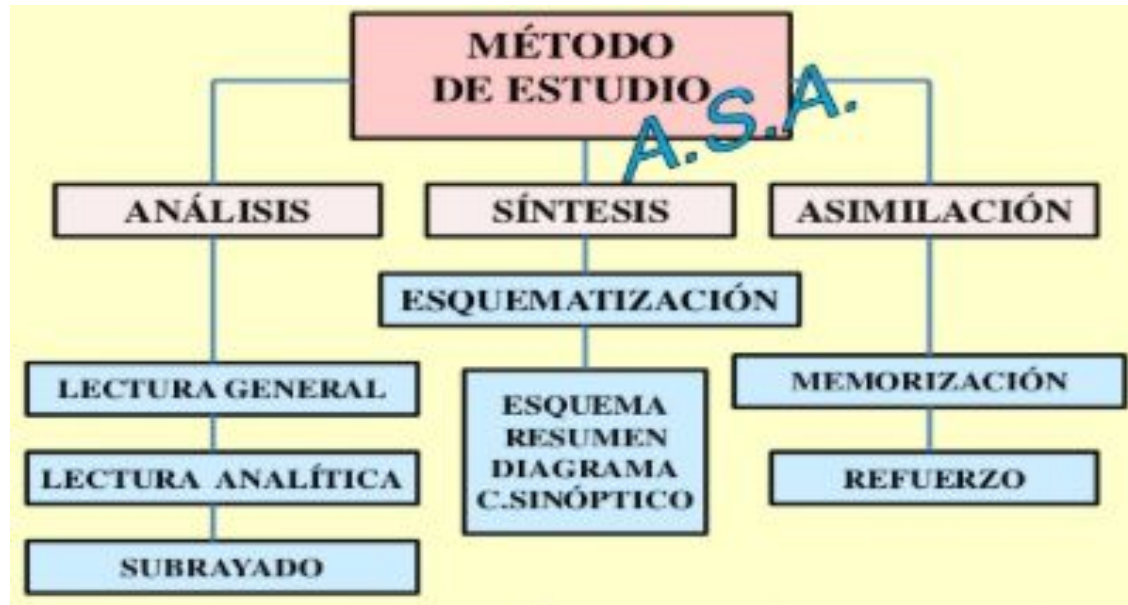 MÉTODO
DE ESTUDIO
A.S.A.
ANÁLISIS
SÍNTESIS
ASIMILACIÓN
ESQUEMATIZACIÓN
LECTURA GENERAL
LECTURA ANALÍTICA
SUBRAYADO
ESQUEMA
RESUMEN
DIAGRAMA
C.SINÓPTICO
MEMORIZACIÓN
REFUERZO